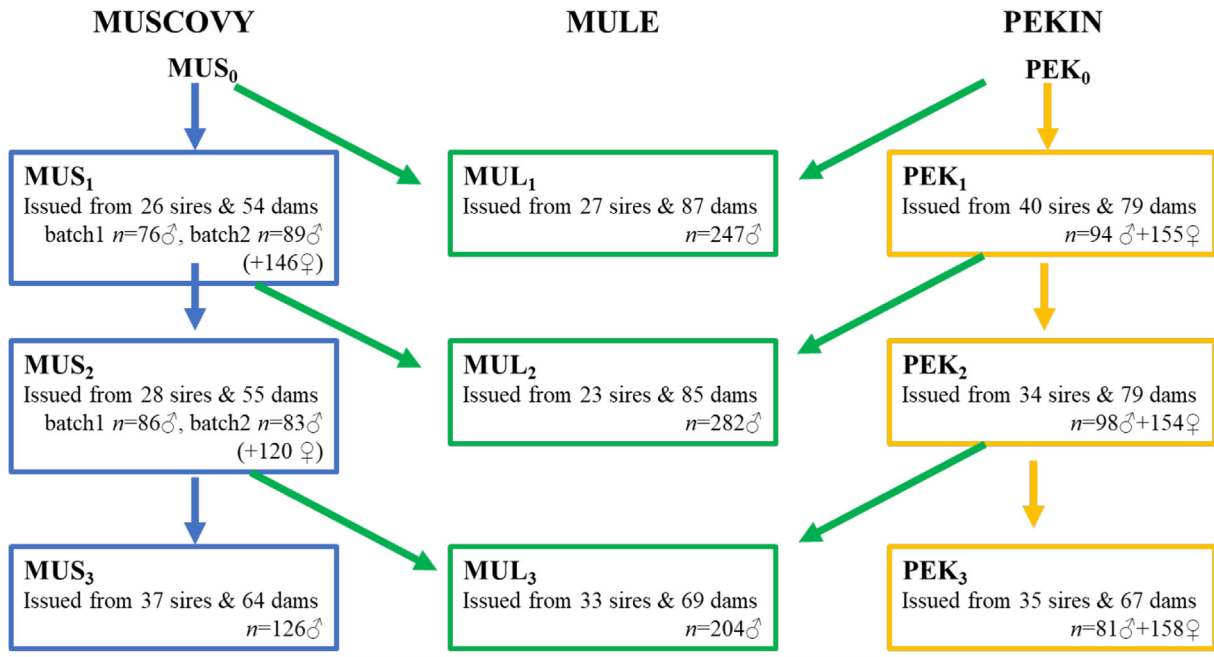 MUSCOVY
MULE
PEKIN
MUS₀
PEK₀
MUS₁
Issued from 26 sires & 54 dams
batch1 n=76♂, batch2 n=89♂
(+146♀)
MUL₁
Issued from 27 sires & 87 dams
n=247♂
PEK₁
Issued from 40 sires & 79 dams
n=94 ♂+155♀
MUS₂
Issued from 28 sires & 55 dams
batch1 n=86♂, batch2 n=83♂
(+120 ♀)
MUL₂
Issued from 23 sires & 85 dams
n=282♂
PEK₂
Issued from 34 sires & 79 dams
n=98♂+154♀
MUS₃
Issued from 37 sires & 64 dams
n=126♂
MUL₃
Issued from 33 sires & 69 dams
n=204♂
PEK₃
Issued from 35 sires & 67 dams
n=81♂+158♀